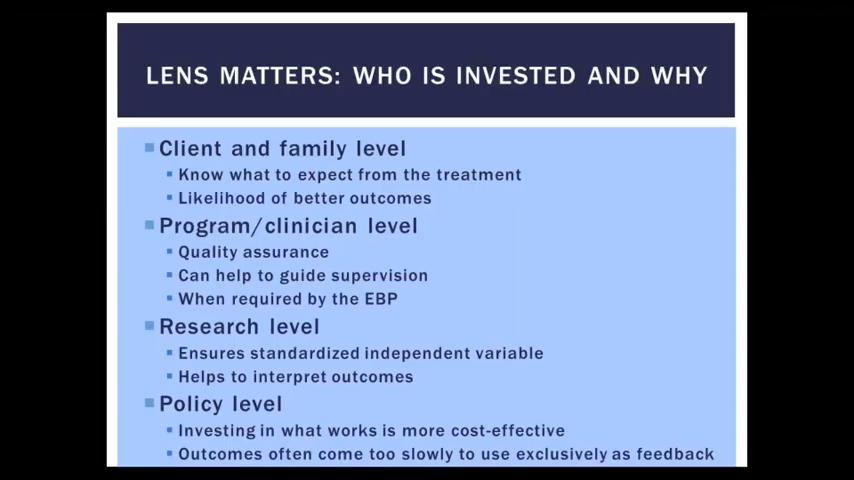 LENS MATTERS: WHO IS INVESTED AND WHY
Client and family level
Know what to expect from the treatment
Likelihood of better outcomes
Program/clinician level
Quality assurance
Can help to guide supervision
When required by the EBP
Research level
Ensures standardized independent variable
Helps to interpret outcomes
Policy level
Investing in what works is more cost-effective
Outcomes often come too slowly to use exclusively as feedback